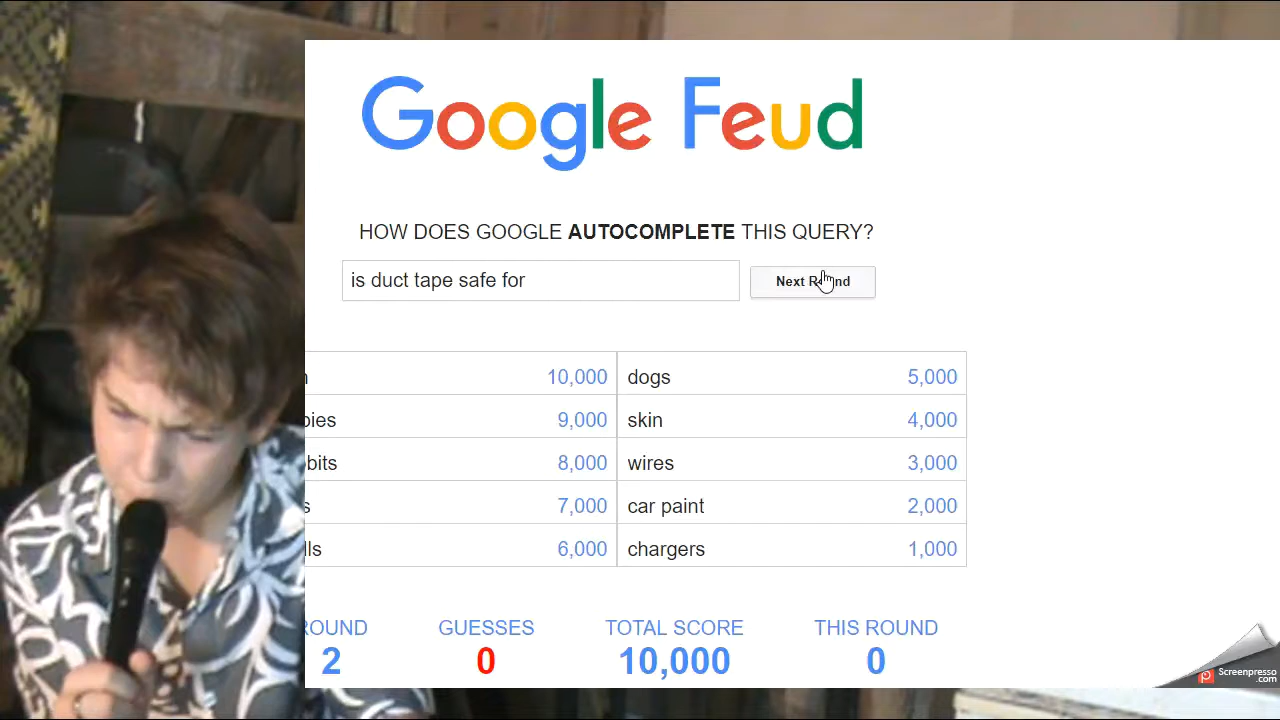 Google Feud
HOW DOES GOOGLE AUTOCOMPLETE THIS QUERY?
is duct tape safe for
Next
10,000 dogs 5,000
9,000 skin 4,000
8,000 wires 3,000
7,000 car paint 2,000
6,000 chargers 1,000
GUESSES TOTAL SCORE THIS ROUND
2 0 10,000 0
Screenpresso
.com